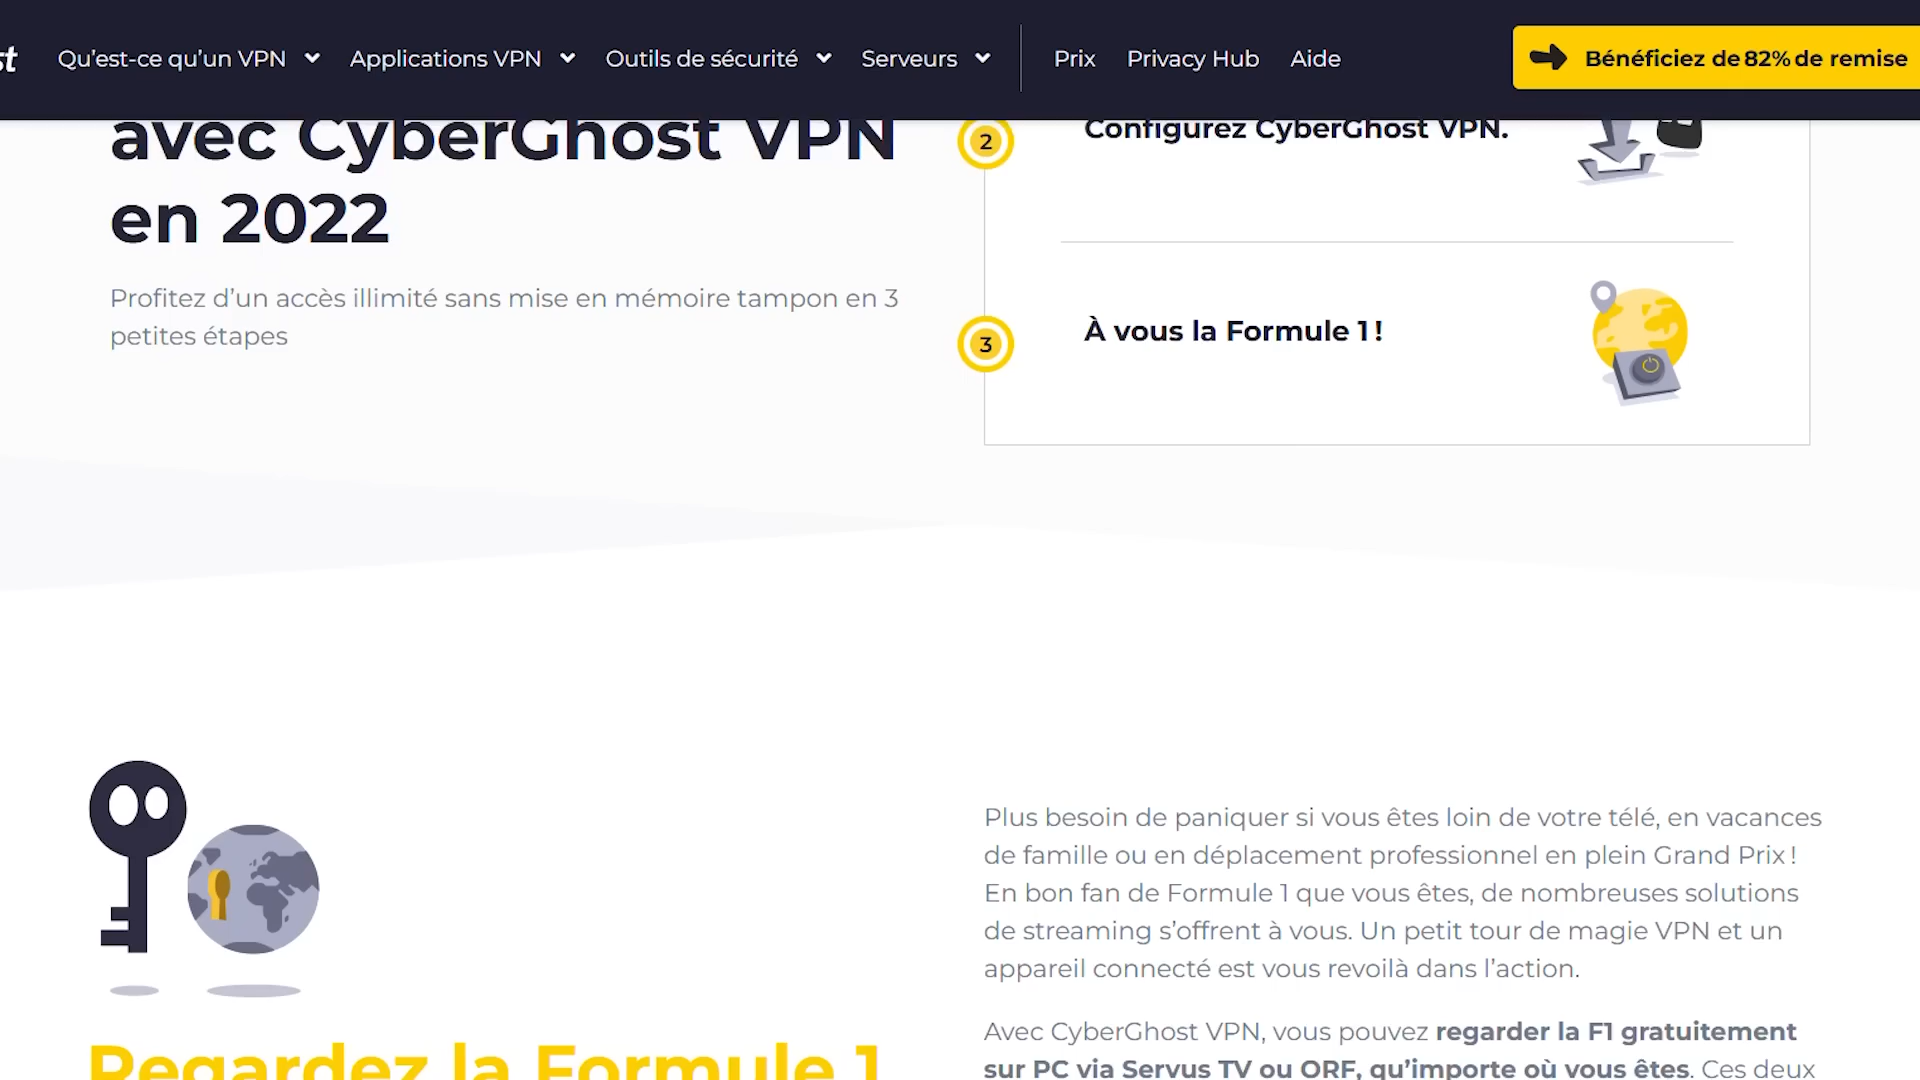 st
Qu’est-ce qu’un VPN
Applications VPN
Outils de sécurité
Serveurs
Prix
Privacy Hub
Aide
Bénéficiez de 82% de remise
avec CyberGhost VPN
en 2022
Profitez d’un accès illimité sans mise en mémoire tampon en 3
petites étapes
2
Configurez CyberGhost VPN.
3
À vous la Formule 1 !
Regardez la Formule 1
Plus besoin de paniquer si vous êtes loin de votre télé, en vacances
de famille ou en déplacement professionnel en plein Grand Prix !
En bon fan de Formule 1 que vous êtes, de nombreuses solutions
de streaming s’offrent à vous. Un petit tour de magie VPN et un
appareil connecté est vous revoilà dans l’action.
Avec CyberGhost VPN, vous pouvez regarder la F1 gratuitement
sur PC via Servus TV ou ORF, qu’importe où vous êtes. Ces deux